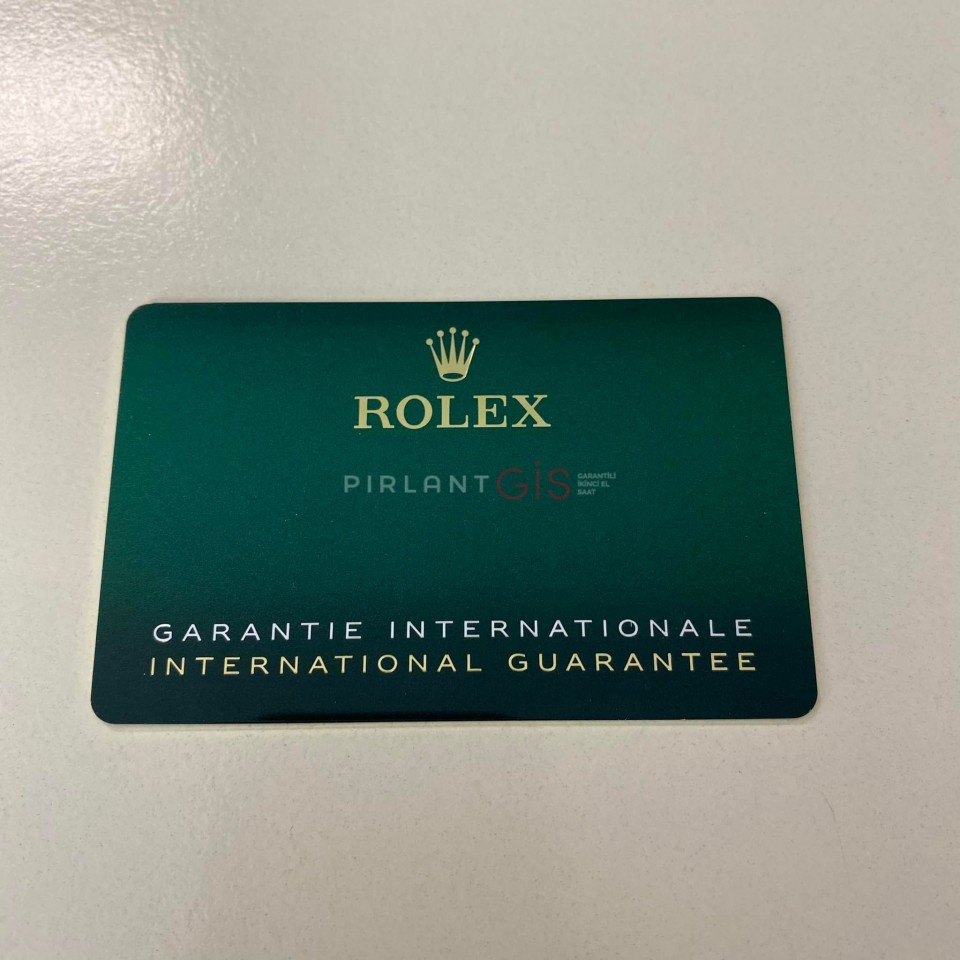 ROLEX
PIRLANTGİS
GARANTİLİ
İKİNCİ EL
SAAT
GARANTIE INTERNATIONALE
INTERNATIONAL GUARANTEE